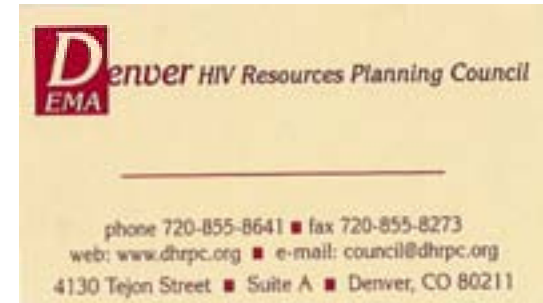 Denver HIV Resources Planning Council
EMA
phone 720-855-8641 ■ fax 720-855-8273
web: www.dhrpc.org ■ e-mail: council@dhrpc.org
4130 Tejon Street ■ Suite A ■ Denver, CO 80211